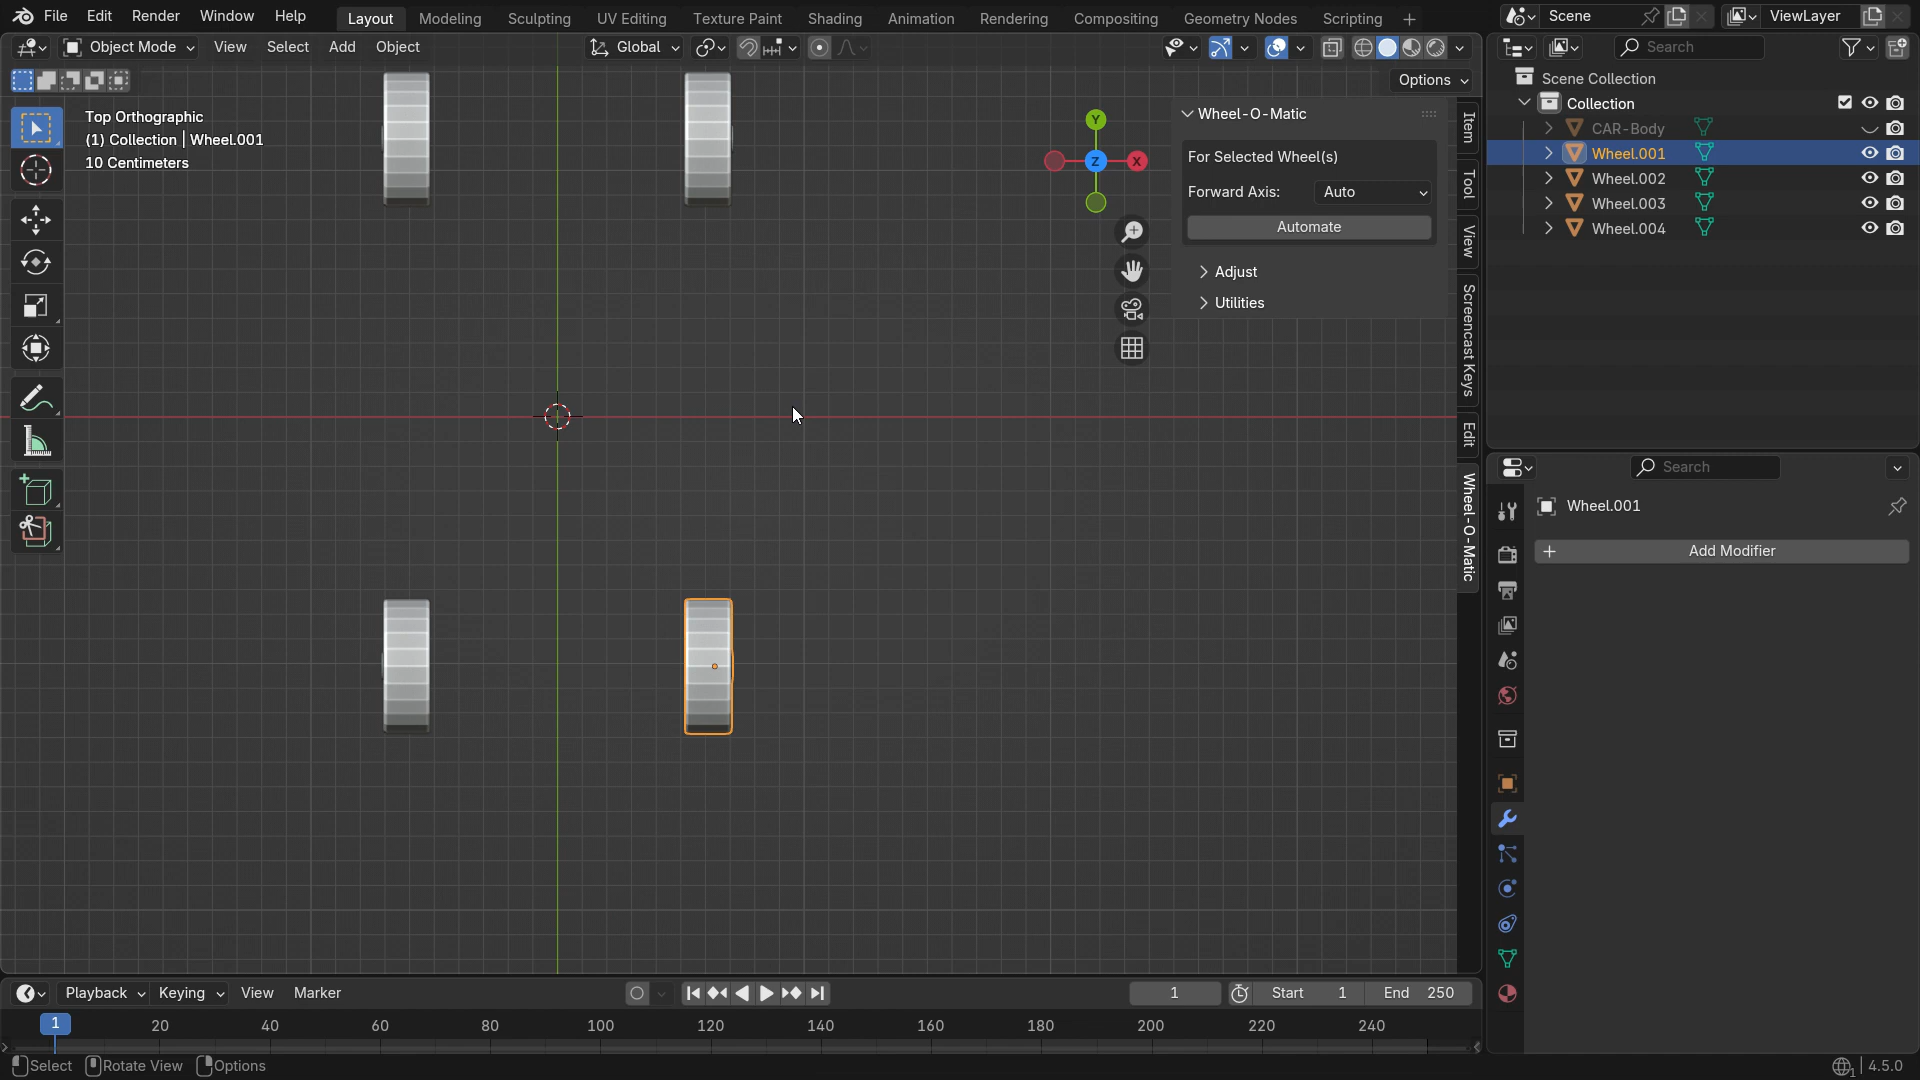 File Edit Render Window Help
Layout Modeling Sculpting UV Editing Texture Paint Shading Animation Rendering Compositing Geometry Nodes Scripting
Scene
ViewLayer
Object Mode View Select Add Object
Global
Options
Search
Top Orthographic
(1) Collection | Wheel.001
10 Centimeters
Y
Z
X
Wheel-O-Matic
For Selected Wheel(s)
Forward Axis: Auto
Automate
Adjust
Utilities
Item
Tool
View
Screencast Keys
Edit
Wheel-O-Matic
Scene Collection
Collection
CAR-Body
Wheel.001
Wheel.002
Wheel.003
Wheel.004
Search
Wheel.001
Add Modifier
Playback Keying View Marker
1
Start 1 End 250
1 20 40 60 80 100 120 140 160 180 200 220 240
Select Rotate View Options
1 4.5.0